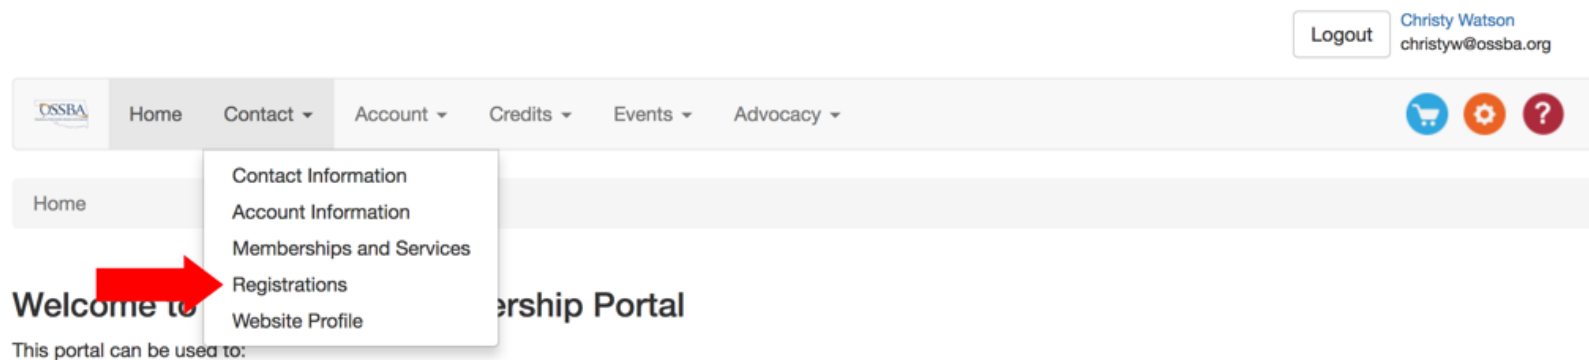 Logout
Christy Watson
christyw@ossba.org
OSSBA
Home
Contact
Account
Credits
Events
Advocacy
?
Contact Information
Account Information
Memberships and Services
Registrations
Website Profile
Home
Welcome to ership Portal
This portal can be used to: